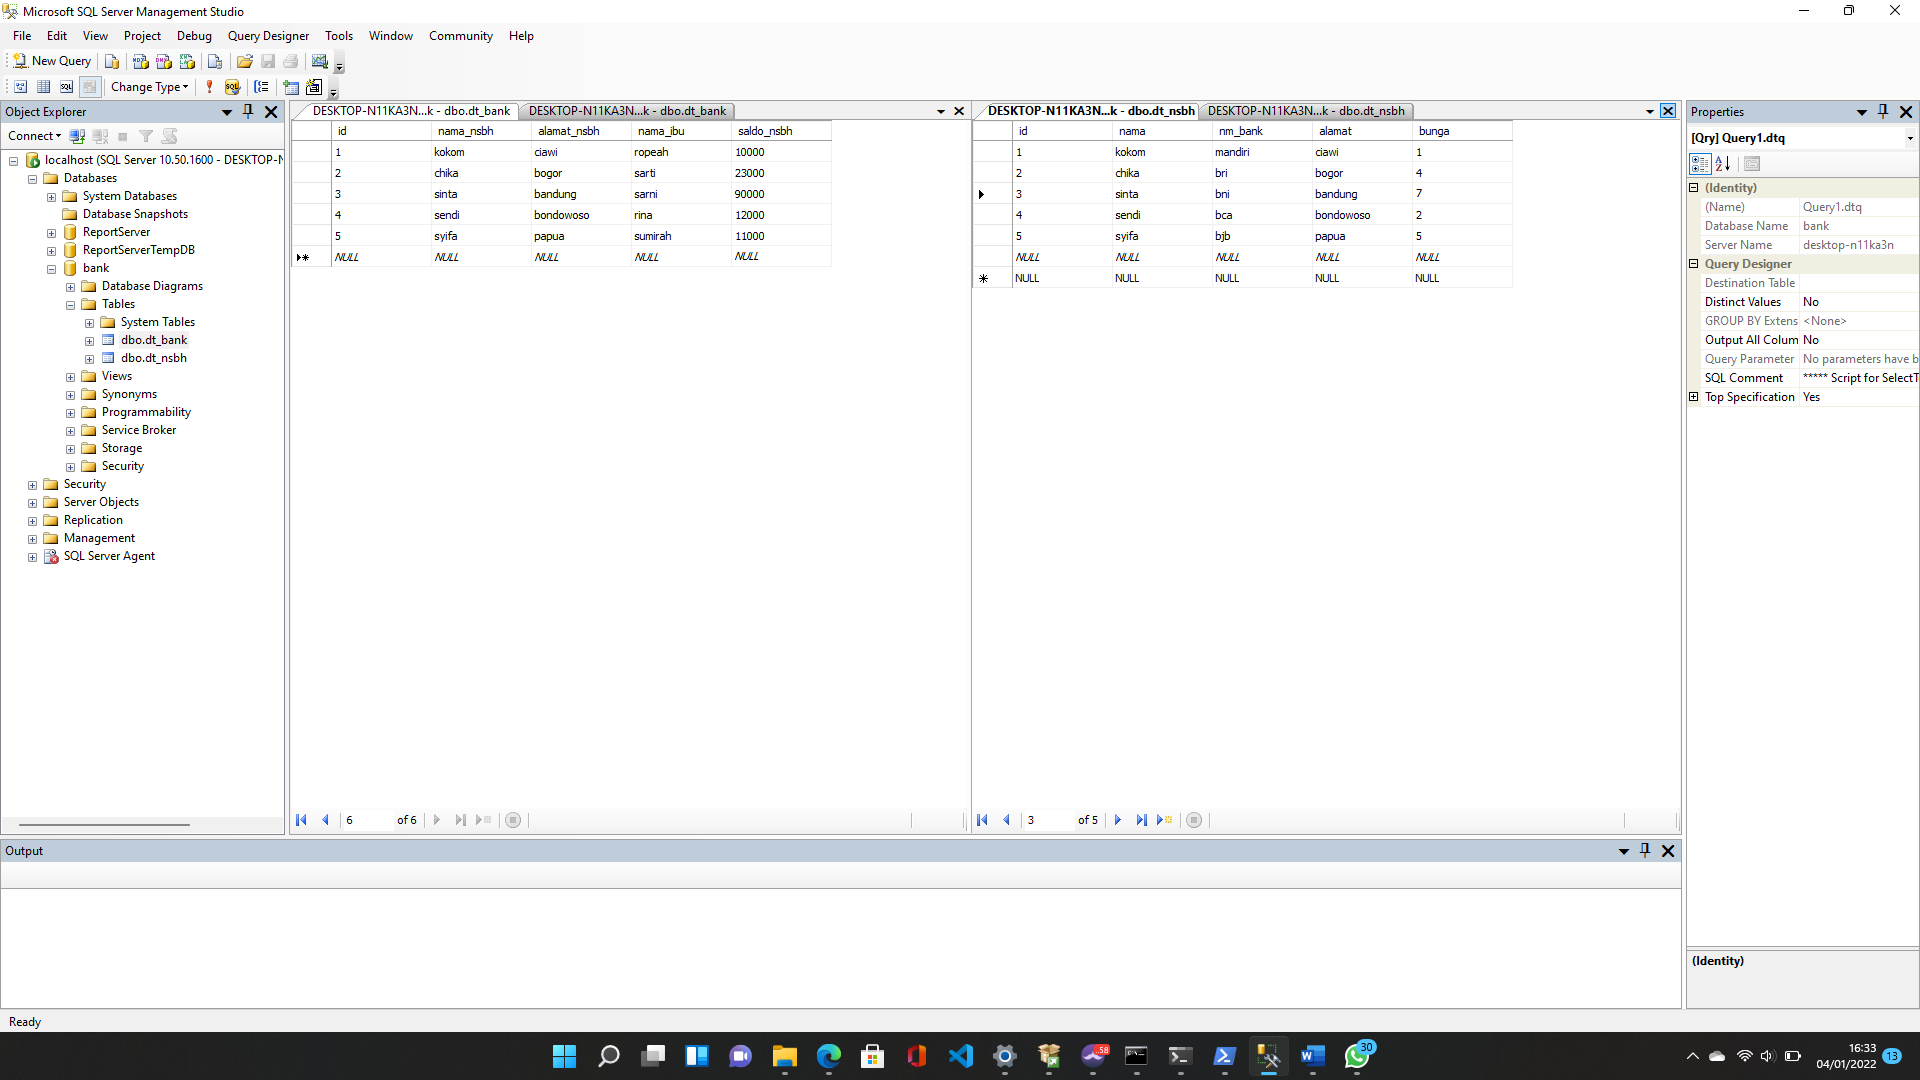 Microsoft SQL Server Management Studio
File Edit View Project Debug Query Designer Tools Window Community Help
New Query
Change Type
Object Explorer
Connect
localhost (SQL Server 10.50.1600 - DESKTOP-N
Databases
System Databases
Database Snapshots
ReportServer
ReportServerTempDB
bank
Database Diagrams
Tables
System Tables
dbo.dt_bank
dbo.dt_nsbh
Views
Synonyms
Programmability
Service Broker
Storage
Security
Security
Server Objects
Replication
Management
SQL Server Agent
DESKTOP-N11KA3N...k - dbo.dt_bank DESKTOP-N11KA3N...k - dbo.dt_bank
id nama_nsbh alamat_nsbh nama_ibu saldo_nsbh
1 kokom ciawi ropeah 10000
2 chika bogor sarti 23000
3 sinta bandung sarni 90000
4 sendi bondowoso rina 12000
5 syifa papua sumirah 11000
NULL NULL NULL NULL NULL
6 of 6
DESKTOP-N11KA3N...k - dbo.dt_nsbh DESKTOP-N11KA3N...k - dbo.dt_nsbh
id nama nm_bank alamat bunga
1 kokom mandiri ciawi 1
2 chika bri bogor 4
3 sinta bni bandung 7
4 sendi bca bondowoso 2
5 syifa bjb papua 5
NULL NULL NULL NULL NULL
NULL NULL NULL NULL NULL
3 of 5
Properties
[Qry] Query1.dtq
(Identity)
(Name) Query1.dtq
Database Name bank
Server Name desktop-n11ka3n
Query Designer
Destination Table
Distinct Values No
GROUP BY Extens <None>
Output All Colum No
Query Parameter No parameters have b
SQL Comment ***** Script for SelectT
Top Specification Yes
(Identity)
Output
Ready
.58
30
16:33
04/01/2022
13